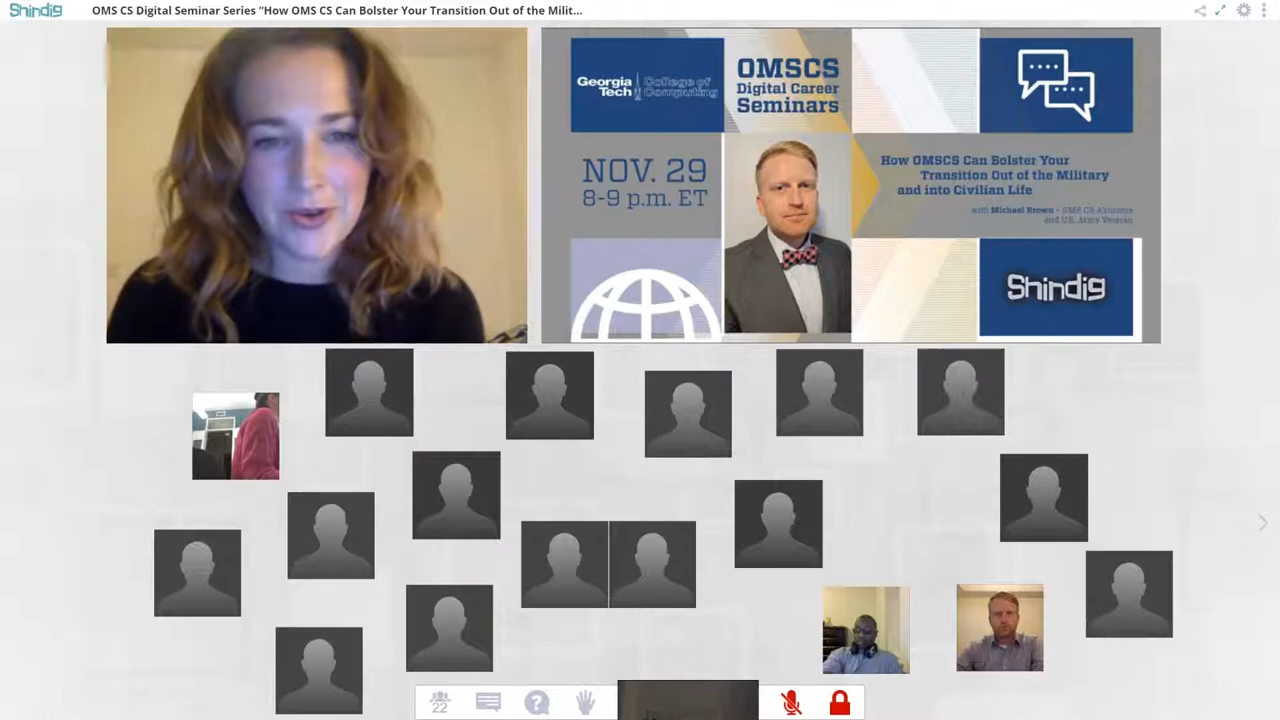 Shindig
OMS CS Digital Seminar Series “How OMS CS Can Bolster Your Transition Out of the Milit...
Georgia
Tech
College of
Computing
OMSCS
Digital Career
Seminars
NOV. 29
8-9 p.m. ET
How OMSCS Can Bolster Your
Transition Out of the Military
and into Civilian Life
with Michael Brown - OMS CS Alumnus
and U.S. Army Veteran
Shindig
22